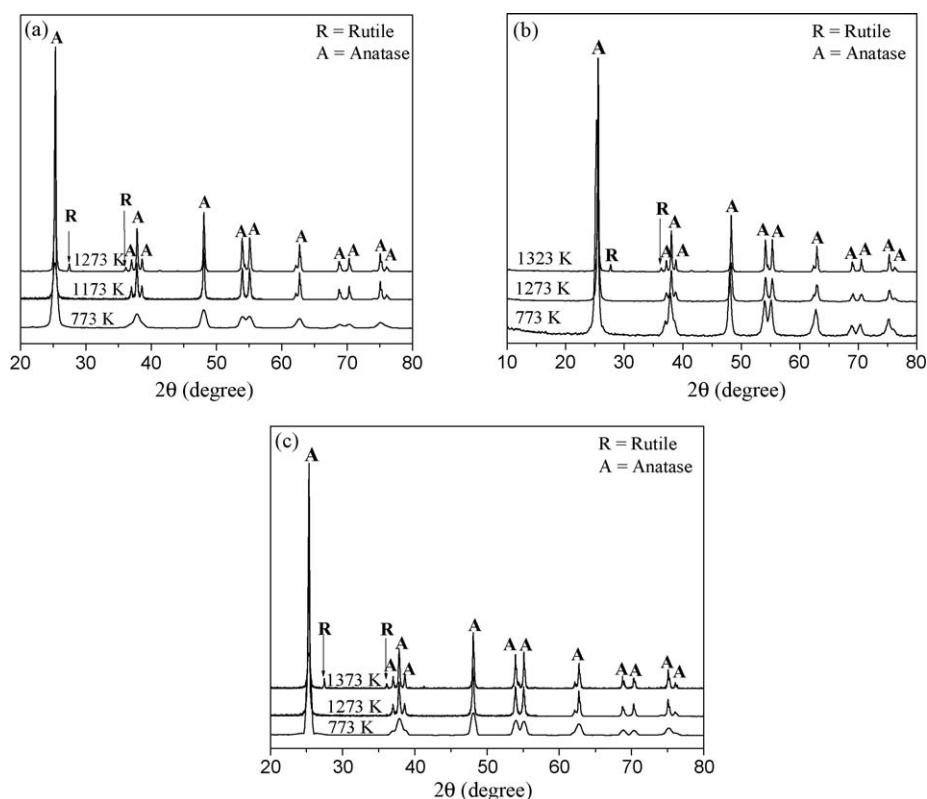 (a)
R = Rutile
A = Anatase
A
R
R
A
A
A
A
A
A
A
A
A
A
A
1273 K
1173 K
773 K
20 30 40 50 60 70 80
2θ (degree)
(b)
R = Rutile
A = Anatase
A
R
R
A
A
A
A
A
A
A
A
A
A
A
1323 K
1273 K
773 K
10 20 30 40 50 60 70 80
2θ (degree)
(c)
R = Rutile
A = Anatase
A
R
R
A
A
A
A
A
A
A
A
A
A
A
1373 K
1273 K
773 K
20 30 40 50 60 70 80
2θ (degree)